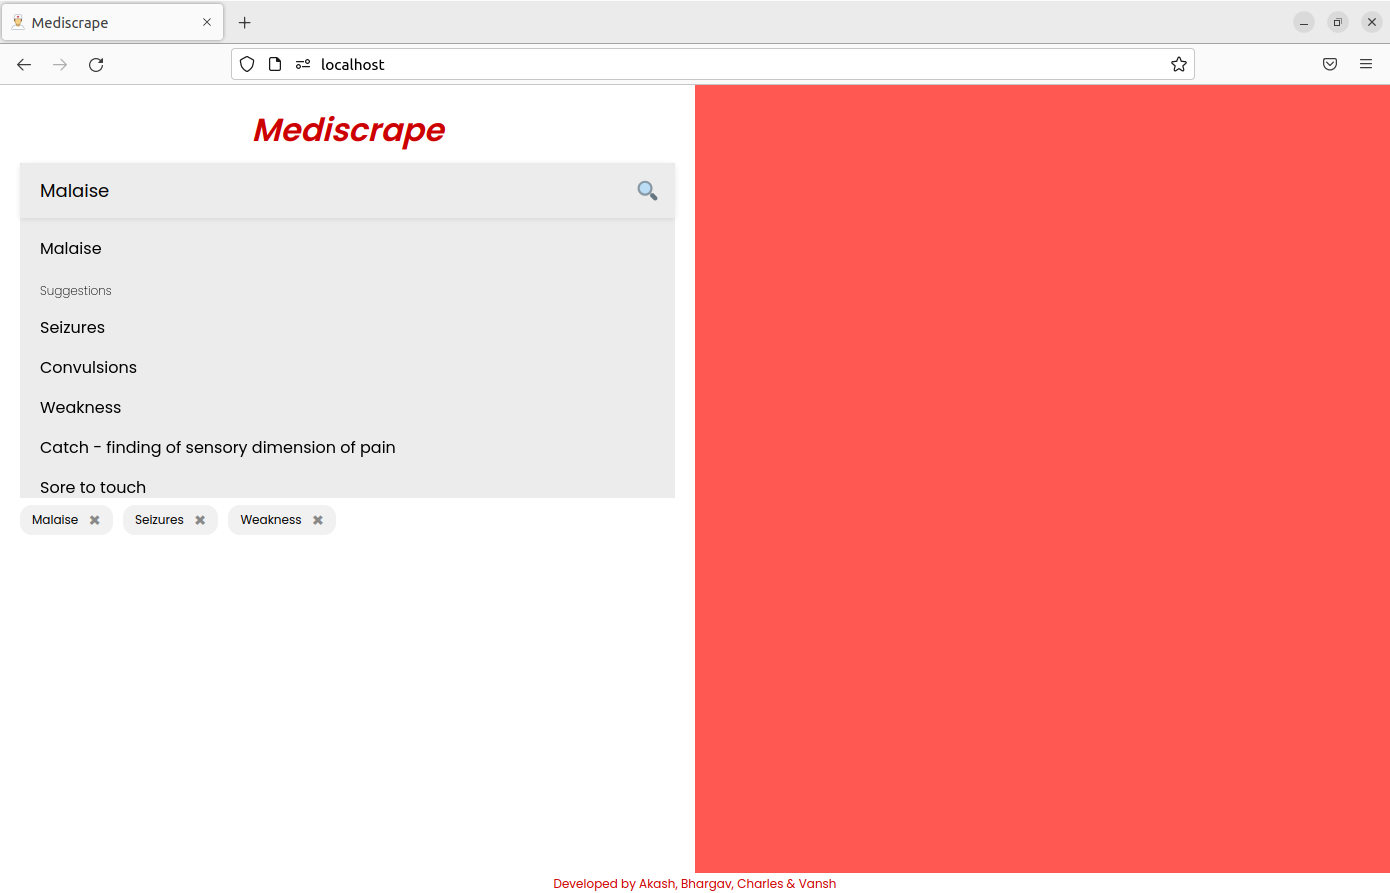 Mediscrape
localhost
Mediscrape
Malaise
Malaise
Suggestions
Seizures
Convulsions
Weakness
Catch - finding of sensory dimension of pain
Sore to touch
Malaise ✖ Seizures ✖ Weakness ✖
Developed by Akash, Bhargav, Charles & Vansh